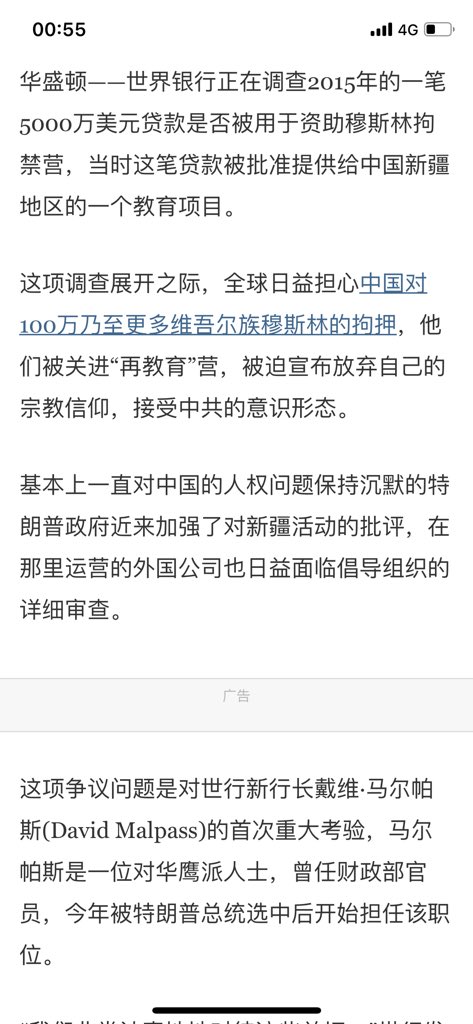 00:55
4G
华盛顿——世界银行正在调查2015年的一笔
5000万美元贷款是否被用于资助穆斯林拘
禁营，当时这笔贷款被批准提供给中国新疆
地区的一个教育项目。
这项调查展开之际，全球日益担心中国对
100万乃至更多维吾尔族穆斯林的拘押，他
们被关进“再教育”营，被迫宣布放弃自己的
宗教信仰，接受中共的意识形态。
基本上一直对中国的人权问题保持沉默的特
朗普政府近来加强了对新疆活动的批评，在
那里运营的外国公司也日益面临倡导组织的
详细审查。
广告
这项争议问题是对世行新行长戴维·马尔帕
斯(David Malpass)的首次重大考验，马尔
帕斯是一位对华鹰派人士，曾任财政部官
员，今年被特朗普总统选中后开始担任该职
位。